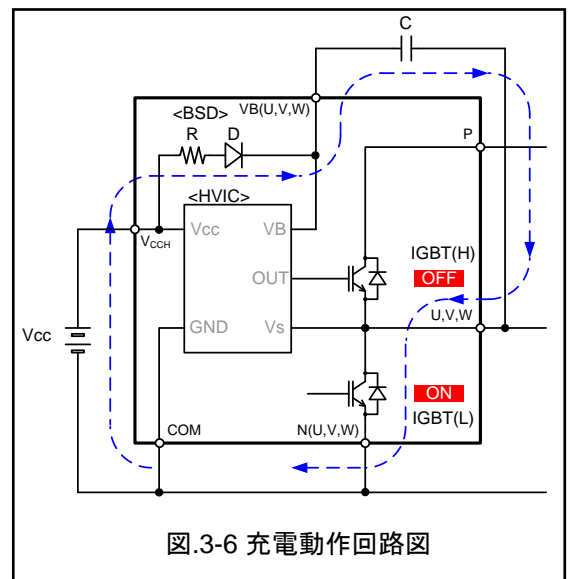 C
<BSD>
VB(U,V,W)
R D
P
<HVIC>
VCCH
Vcc VB
IGBT(H)
OUT
OFF
U,V,W
Vcc
GND Vs
ON
IGBT(L)
COM
N(U,V,W)
図.3-6 充電動作回路図